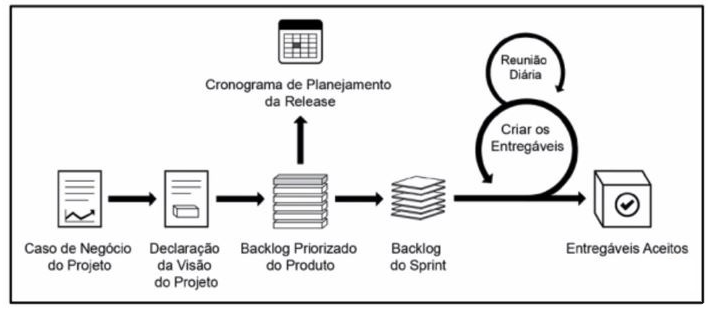 Cronograma de Planejamento
da Release
Reunião
Diária
Criar os
Entregáveis
Caso de Negócio
do Projeto
Declaração
da Visão
do Projeto
Backlog Priorizado
do Produto
Backlog
do Sprint
Entregáveis Aceitos